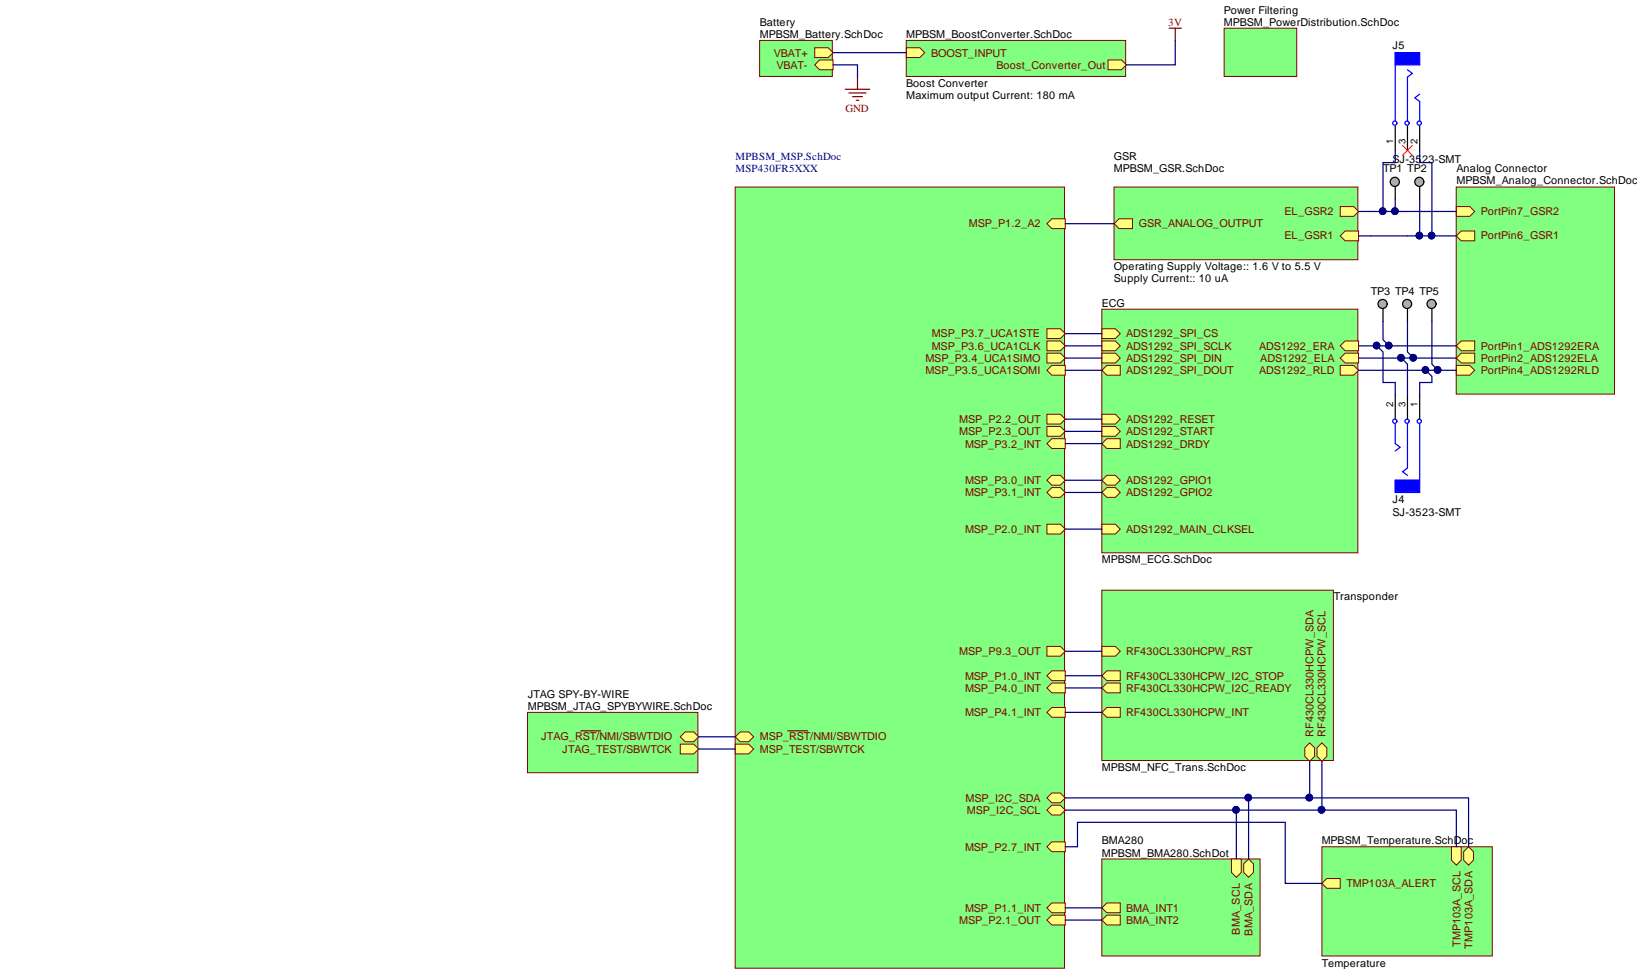 Battery
MPBSM_Battery.SchDoc
VBAT+
VBAT-
GND
MPBSM_BoostConverter.SchDoc
BOOST_INPUT
Boost_Converter_Out
Boost Converter
Maximum output Current: 180 mA
3V
Power Filtering
MPBSM_PowerDistribution.SchDoc
J5
1
3
2
SJ-3523-SMT
TP1 TP2
MPBSM_MSP.SchDoc
MSP430FR5XXX
GSR
MPBSM_GSR.SchDoc
Analog Connector
MPBSM_Analog_Connector.SchDoc
MSP_P1.2_A2
GSR_ANALOG_OUTPUT
EL_GSR2
EL_GSR1
PortPin7_GSR2
PortPin6_GSR1
Operating Supply Voltage:: 1.6 V to 5.5 V
Supply Current:: 10 uA
TP3 TP4 TP5
ECG
MSP_P3.7_UCA1STE
MSP_P3.6_UCA1CLK
MSP_P3.4_UCA1SIMO
MSP_P3.5_UCA1SOMI
ADS1292_SPI_CS
ADS1292_SPI_SCLK
ADS1292_SPI_DIN
ADS1292_SPI_DOUT
ADS1292_ERA
ADS1292_ELA
ADS1292_RLD
PortPin1_ADS1292ERA
PortPin2_ADS1292ELA
PortPin4_ADS1292RLD
2
3
1
MSP_P2.2_OUT
MSP_P2.3_OUT
MSP_P3.2_INT
ADS1292_RESET
ADS1292_START
ADS1292_DRDY
MSP_P3.0_INT
MSP_P3.1_INT
ADS1292_GPIO1
ADS1292_GPIO2
J4
SJ-3523-SMT
MSP_P2.0_INT
ADS1292_MAIN_CLKSEL
MPBSM_ECG.SchDoc
Transponder
RF430CL330HCPW_SDA
RF430CL330HCPW_SCL
MSP_P9.3_OUT
RF430CL330HCPW_RST
MSP_P1.0_INT
MSP_P4.0_INT
RF430CL330HCPW_I2C_STOP
RF430CL330HCPW_I2C_READY
MSP_P4.1_INT
RF430CL330HCPW_INT
MPBSM_NFC_Trans.SchDoc
JTAG SPY-BY-WIRE
MPBSM_JTAG_SPYBYWIRE.SchDoc
JTAG_RST/NMI/SBWTDIO
JTAG_TEST/SBWTCK
MSP_RST/NMI/SBWTDIO
MSP_TEST/SBWTCK
MSP_I2C_SDA
MSP_I2C_SCL
MSP_P2.7_INT
BMA280
MPBSM_BMA280.SchDot
BMA_SCL
BMA_SDA
MSP_P1.1_INT
MSP_P2.1_OUT
BMA_INT1
BMA_INT2
MPBSM_Temperature.SchDoc
TMP103A_ALERT
TMP103A_SCL
TMP103A_SDA
Temperature